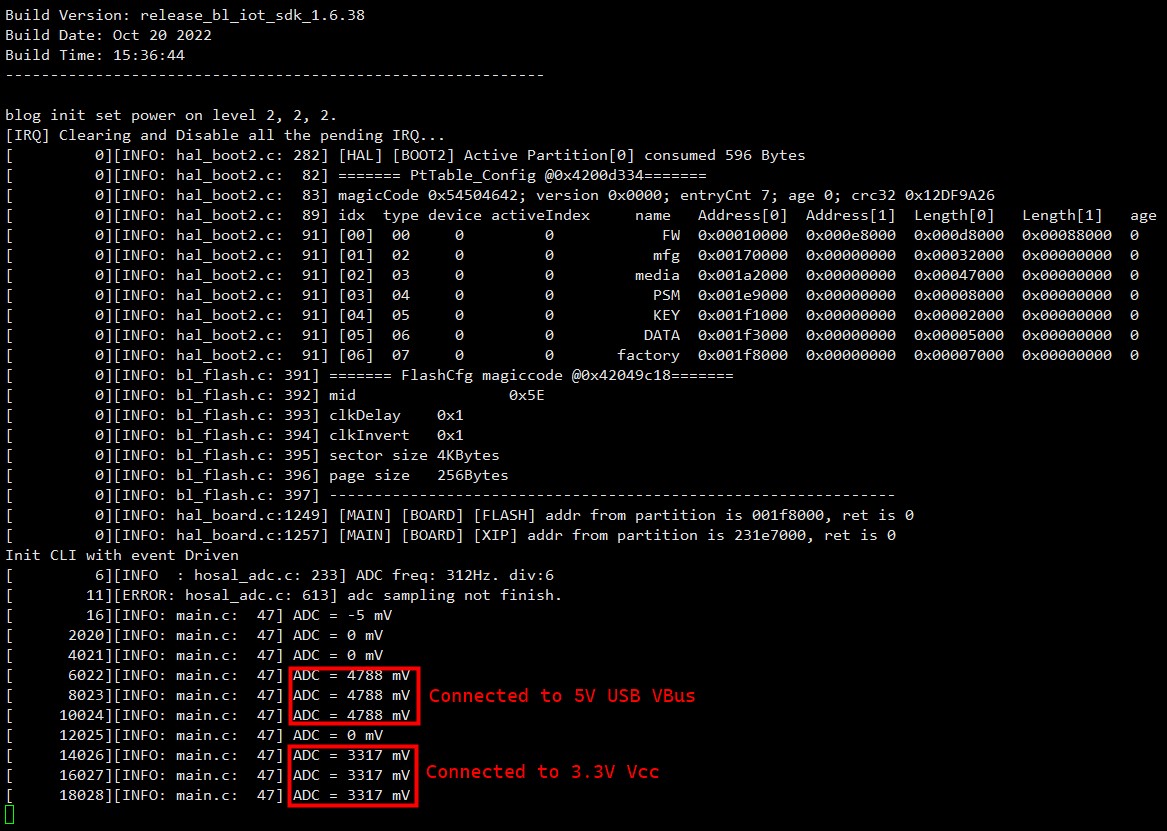 Build Version: release_bl_iot_sdk_1.6.38
Build Date: Oct 20 2022
Build Time: 15:36:44
------------------------------------------------------------
blog init set power on level 2, 2, 2.
[IRQ] Clearing and Disable all the pending IRQ...
[         0][INFO: hal_boot2.c: 282] [HAL] [BOOT2] Active Partition[0] consumed 596 Bytes
[         0][INFO: hal_boot2.c:  82] ======= PtTable_Config @0x4200d334=======
[         0][INFO: hal_boot2.c:  83] magicCode 0x54504642; version 0x0000; entryCnt 7; age 0; crc32 0x12DF9A26
[         0][INFO: hal_boot2.c:  89] idx  type device activeIndex     name   Address[0]  Address[1]  Length[0]   Length[1]   age
[         0][INFO: hal_boot2.c:  91] [00]  00     0         0            FW  0x00010000  0x000e8000  0x000d8000  0x00088000  0
[         0][INFO: hal_boot2.c:  91] [01]  02     0         0           mfg  0x00170000  0x00000000  0x00032000  0x00000000  0
[         0][INFO: hal_boot2.c:  91] [02]  03     0         0         media  0x001a2000  0x00000000  0x00047000  0x00000000  0
[         0][INFO: hal_boot2.c:  91] [03]  04     0         0           PSM  0x001e9000  0x00000000  0x00008000  0x00000000  0
[         0][INFO: hal_boot2.c:  91] [04]  05     0         0           KEY  0x001f1000  0x00000000  0x00002000  0x00000000  0
[         0][INFO: hal_boot2.c:  91] [05]  06     0         0          DATA  0x001f3000  0x00000000  0x00005000  0x00000000  0
[         0][INFO: hal_boot2.c:  91] [06]  07     0         0       factory  0x001f8000  0x00000000  0x00007000  0x00000000  0
[         0][INFO: bl_flash.c: 391] ======= FlashCfg magiccode @0x42049c18=======
[         0][INFO: bl_flash.c: 392] mid                 0x5E
[         0][INFO: bl_flash.c: 393] clkDelay    0x1
[         0][INFO: bl_flash.c: 394] clkInvert   0x1
[         0][INFO: bl_flash.c: 395] sector size 4KBytes
[         0][INFO: bl_flash.c: 396] page size   256Bytes
[         0][INFO: bl_flash.c: 397] ---------------------------------------------------------------
[         0][INFO: hal_board.c:1249] [MAIN] [BOARD] [FLASH] addr from partition is 001f8000, ret is 0
[         0][INFO: hal_board.c:1257] [MAIN] [BOARD] [XIP] addr from partition is 231e7000, ret is 0
Init CLI with event Driven
[         6][INFO  : hosal_adc.c: 233] ADC freq: 312Hz. div:6
[        11][ERROR: hosal_adc.c: 613] adc sampling not finish.
[        16][INFO: main.c:  47] ADC = -5 mV
[      2020][INFO: main.c:  47] ADC = 0 mV
[      4021][INFO: main.c:  47] ADC = 0 mV
[      6022][INFO: main.c:  47] ADC = 4788 mV
[      8023][INFO: main.c:  47] ADC = 4788 mV Connected to 5V USB VBus
[     10024][INFO: main.c:  47] ADC = 4788 mV
[     12025][INFO: main.c:  47] ADC = 0 mV
[     14026][INFO: main.c:  47] ADC = 3317 mV
[     16027][INFO: main.c:  47] ADC = 3317 mV Connected to 3.3V Vcc
[     18028][INFO: main.c:  47] ADC = 3317 mV